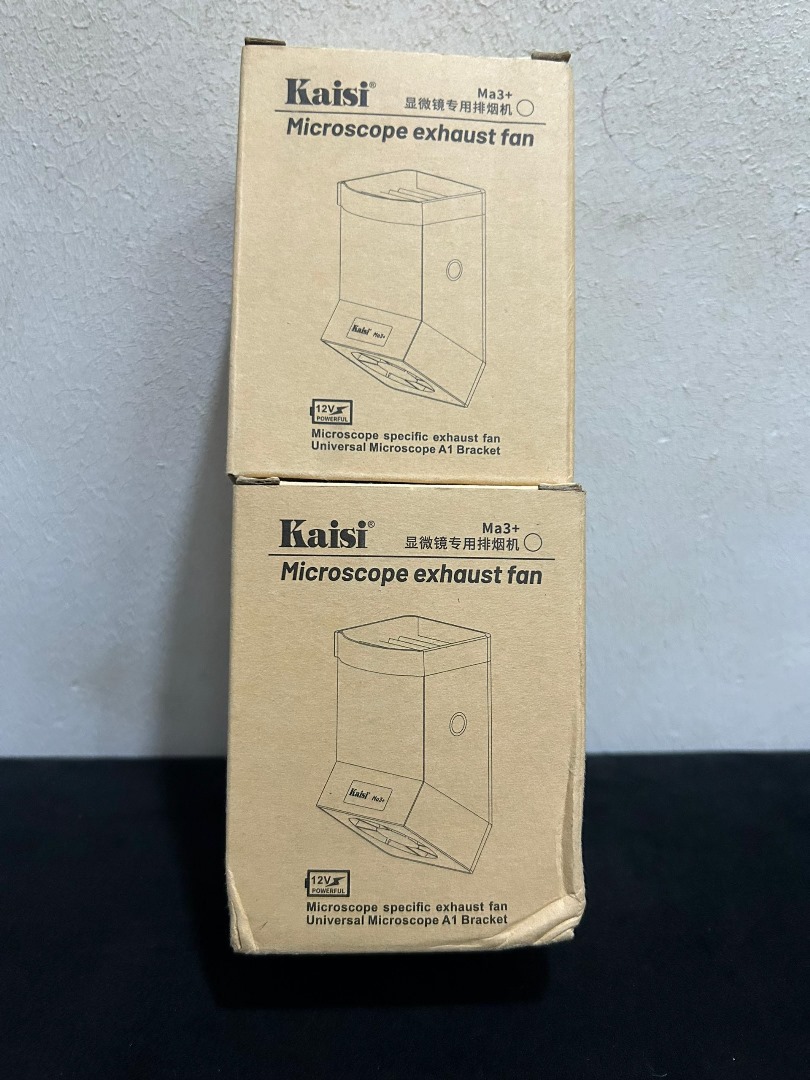 Kaisi®
Ma3+
显微镜专用排烟机
Microscope exhaust fan
Kaisi® Ma3+
12V
POWERFUL
Microscope specific exhaust fan
Universal Microscope A1 Bracket
Kaisi®
Ma3+
显微镜专用排烟机
Microscope exhaust fan
Kaisi® Ma3+
12V
POWERFUL
Microscope specific exhaust fan
Universal Microscope A1 Bracket